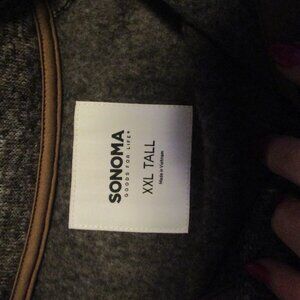 SONOMA
GOODS FOR LIFE®
XXL TALL
Made in Vietnam